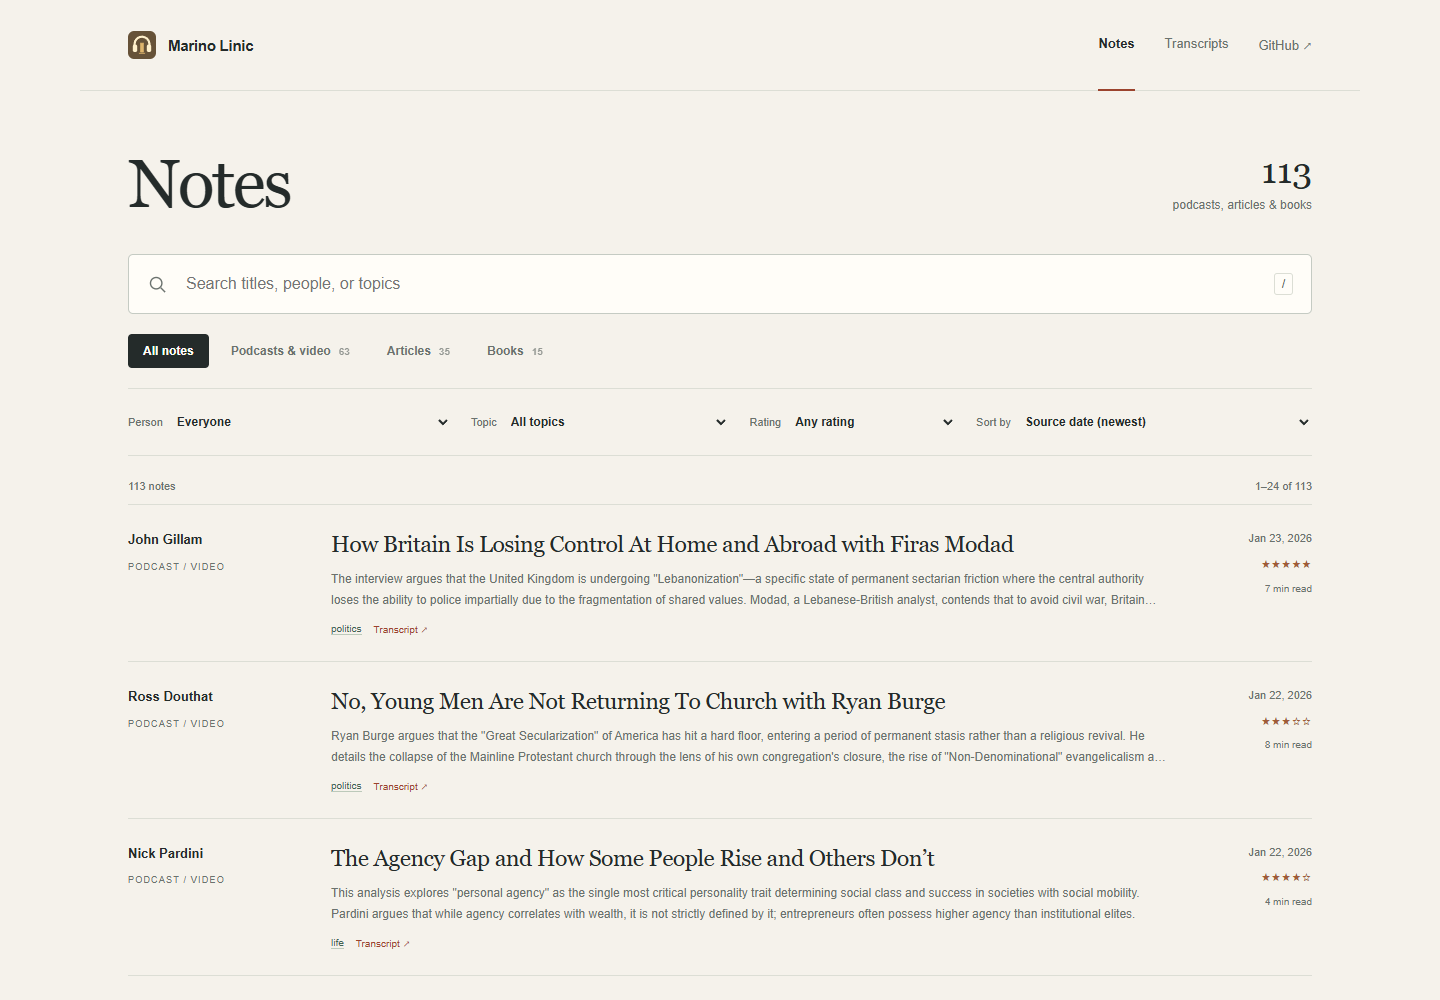 Marino Linic
Notes
Transcripts
GitHub ↗
Notes
113
podcasts, articles & books
Search titles, people, or topics
/
All notes
Podcasts & video 63
Articles 35
Books 15
Person Everyone
Topic All topics
Rating Any rating
Sort by Source date (newest)
113 notes
1–24 of 113
John Gillam
PODCAST / VIDEO
How Britain Is Losing Control At Home and Abroad with Firas Modad
The interview argues that the United Kingdom is undergoing "Lebanonization"—a specific state of permanent sectarian friction where the central authority
loses the ability to police impartially due to the fragmentation of shared values. Modad, a Lebanese-British analyst, contends that to avoid civil war, Britain…
politics Transcript ↗
Jan 23, 2026
★★★★★
7 min read
Ross Douthat
PODCAST / VIDEO
No, Young Men Are Not Returning To Church with Ryan Burge
Ryan Burge argues that the "Great Secularization" of America has hit a hard floor, entering a period of permanent stasis rather than a religious revival. He
details the collapse of the Mainline Protestant church through the lens of his own congregation's closure, the rise of "Non-Denominational" evangelicalism a…
politics Transcript ↗
Jan 22, 2026
★★★☆☆
8 min read
Nick Pardini
PODCAST / VIDEO
The Agency Gap and How Some People Rise and Others Don’t
This analysis explores "personal agency" as the single most critical personality trait determining social class and success in societies with social mobility.
Pardini argues that while agency correlates with wealth, it is not strictly defined by it; entrepreneurs often possess higher agency than institutional elites.
life Transcript ↗
Jan 22, 2026
★★★★☆
4 min read